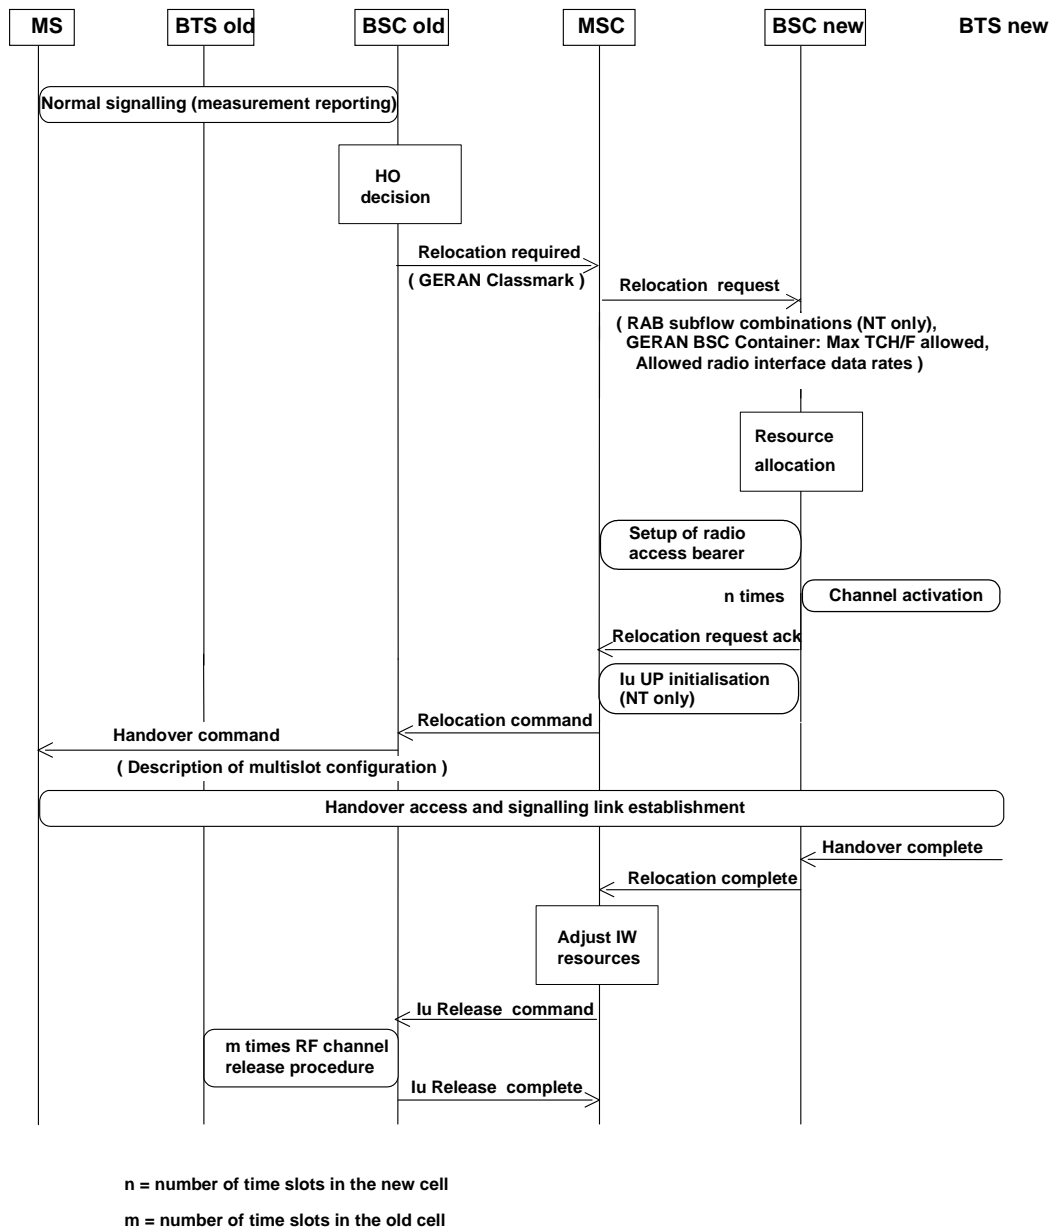 MS BTS old BSC old MSC BSC new BTS new
Normal signalling (measurement reporting)
HO
decision
Relocation required
( GERAN Classmark )
Relocation request
( RAB subflow combinations (NT only),
GERAN BSC Container: Max TCH/F allowed,
Allowed radio interface data rates )
Resource
allocation
Setup of radio
access bearer
n times Channel activation
Relocation request ack
Iu UP initialisation
(NT only)
Relocation command
Handover command
( Description of multislot configuration )
Handover access and signalling link establishment
Handover complete
Relocation complete
Adjust IW
resources
Iu Release command
m times RF channel
release procedure
Iu Release complete
n = number of time slots in the new cell
m = number of time slots in the old cell